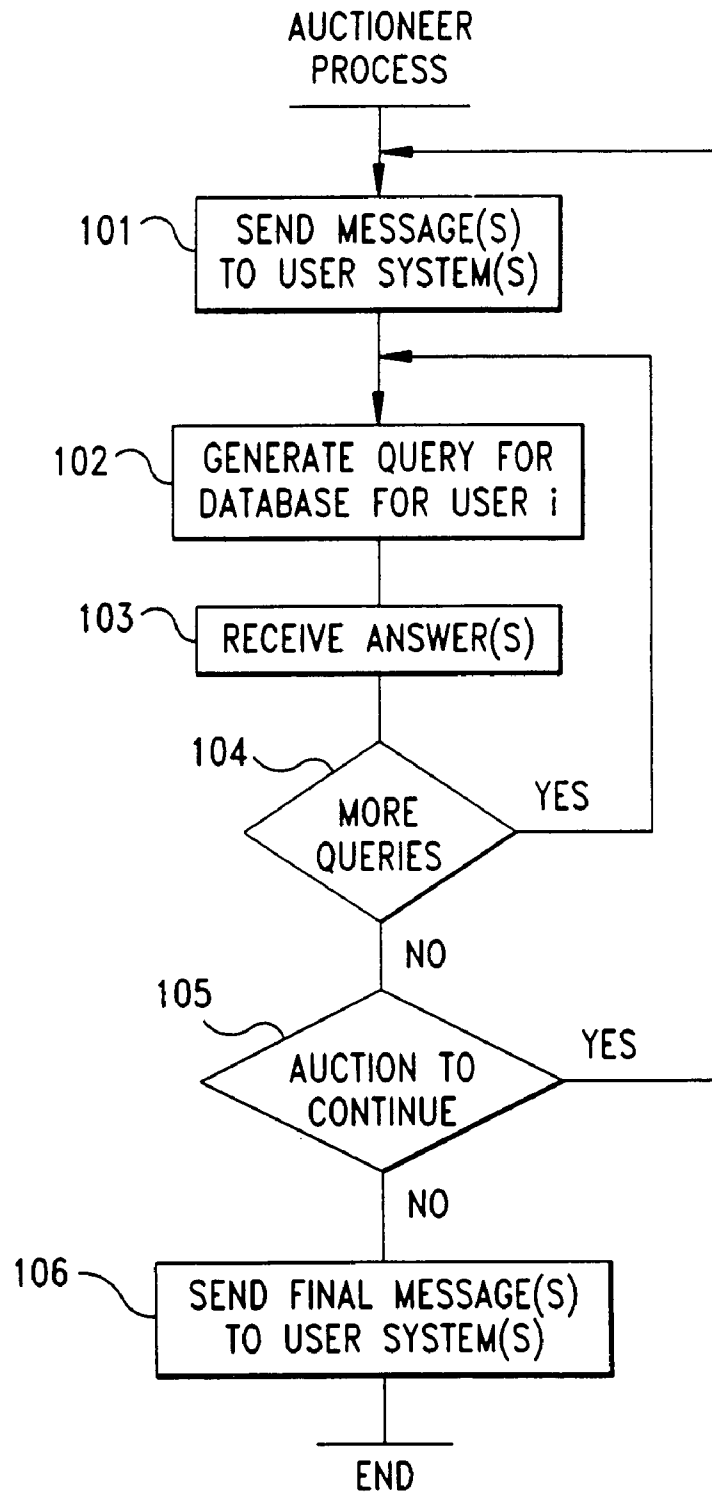 AUCTIONEER
PROCESS
101
SEND MESSAGE(S)
TO USER SYSTEM(S)
102
GENERATE QUERY FOR
DATABASE FOR USER i
103
RECEIVE ANSWER(S)
104
MORE
QUERIES
YES
NO
105
AUCTION TO
CONTINUE
YES
NO
106
SEND FINAL MESSAGE(S)
TO USER SYSTEM(S)
END